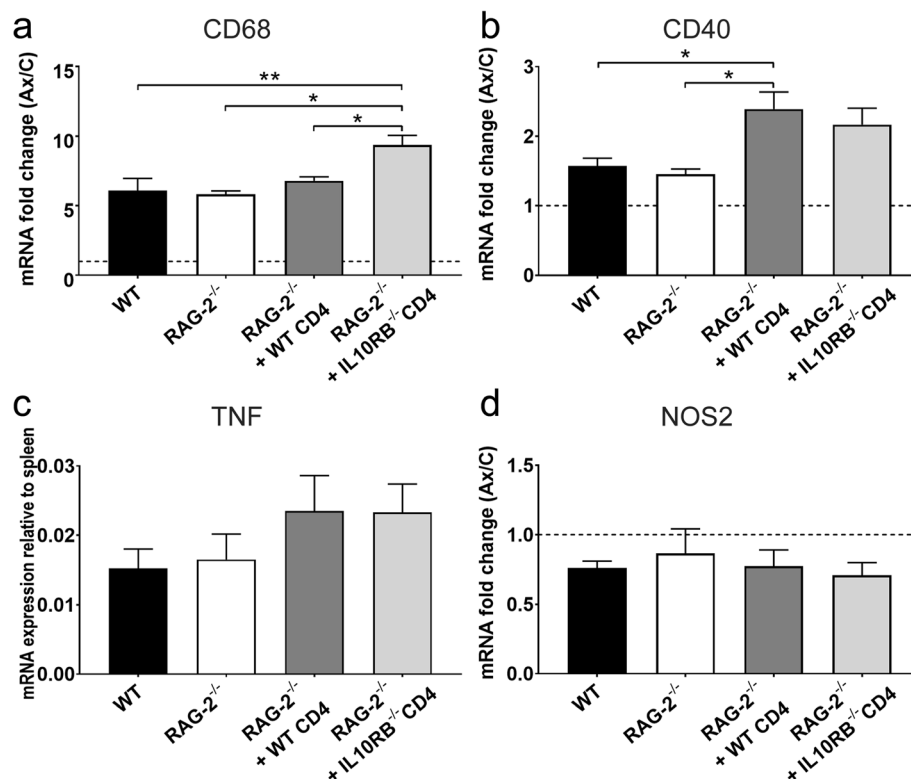 a
CD68
mRNA fold change (Ax/C)
15
10
5
0
**
*
*
WT
RAG-2-/-
RAG-2-/-
+ WT CD4
RAG-2-/-
+ IL10RB-/- CD4
b
CD40
mRNA fold change (Ax/C)
3
2
1
0
*
*
WT
RAG-2-/-
RAG-2-/-
+ WT CD4
RAG-2-/-
+ IL10RB-/- CD4
c
TNF
mRNA expression relative to spleen
0.03
0.02
0.01
0.00
WT
RAG-2-/-
RAG-2-/-
+ WT CD4
RAG-2-/-
+ IL10RB-/- CD4
d
NOS2
mRNA fold change (Ax/C)
1.5
1.0
0.5
0.0
WT
RAG-2-/-
RAG-2-/-
+ WT CD4
RAG-2-/-
+ IL10RB-/- CD4